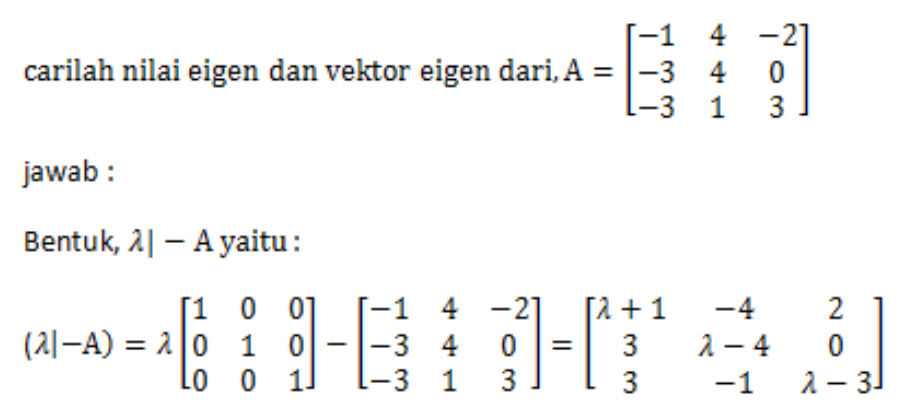 carilah nilai eigen dan vektor eigen dari, A = [−1 4 −2
−3 4 0
−3 1 3]
jawab :
Bentuk, λ| − A yaitu :
(λ|−A) = λ [1 0 0
0 1 0
0 0 1] − [−1 4 −2
−3 4 0
−3 1 3] = [λ + 1 −4 2
3 λ − 4 0
3 −1 λ − 3]